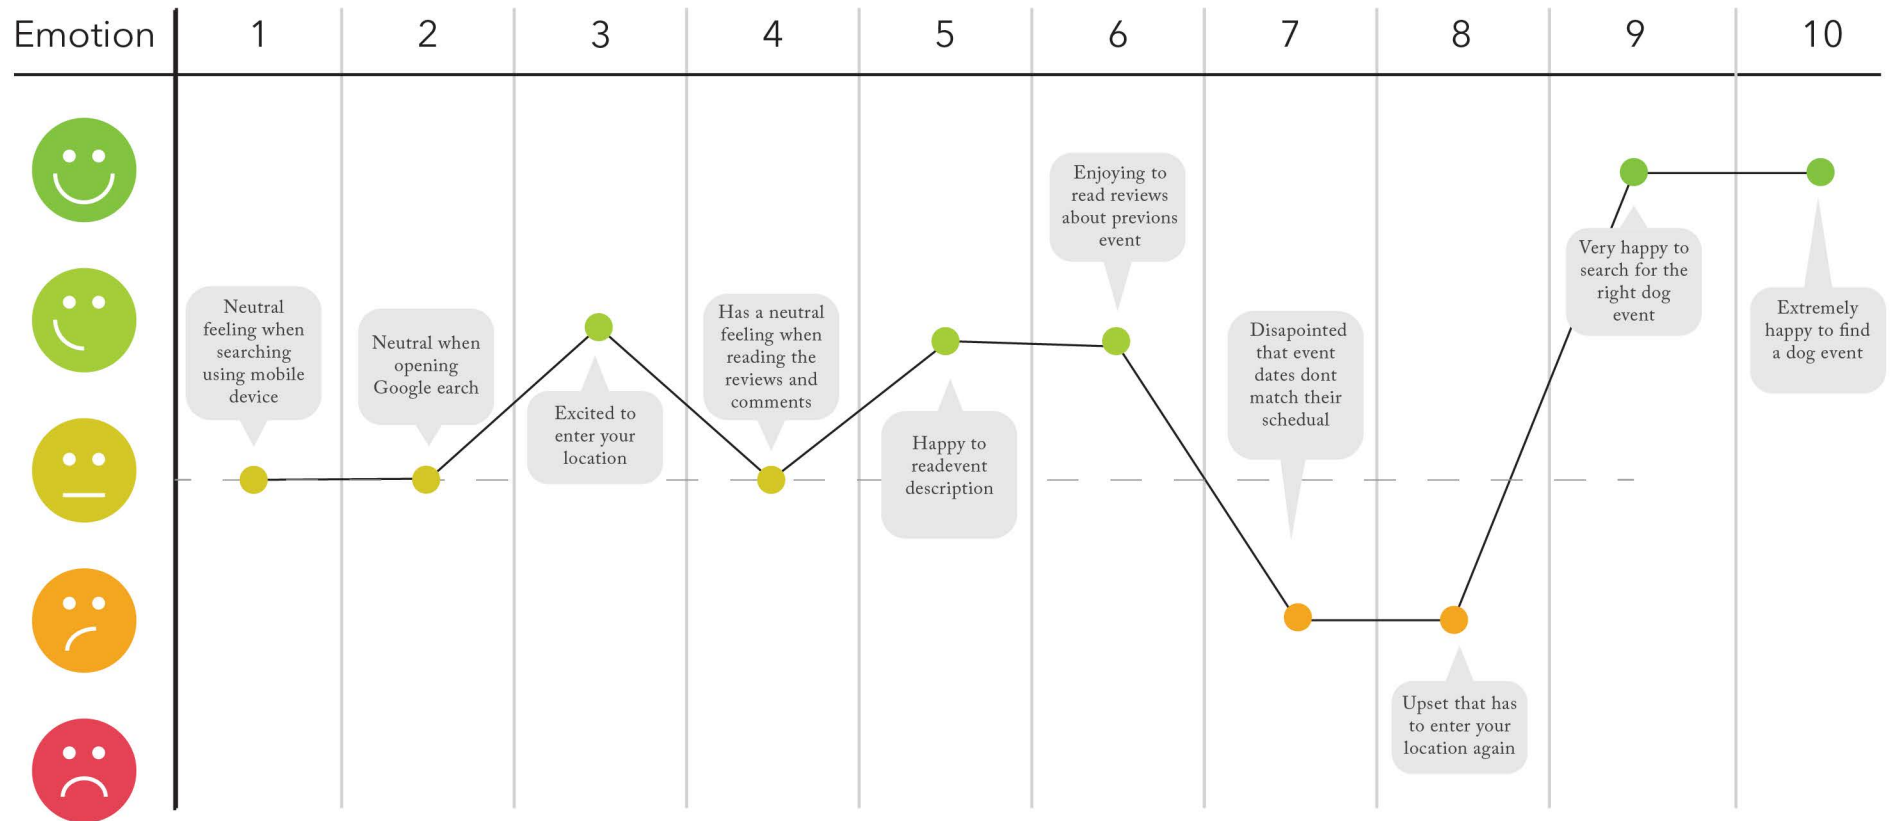 Emotion 1 2 3 4 5 6 7 8 9 10
Neutral
feeling when
searching
using mobile
device
Neutral when
opening
Google earch
Excited to
enter your
location
Has a neutral
feeling when
reading the
reviews and
comments
Happy to
readevent
description
Enjoying to
read reviews
about previons
event
Disapointed
that event
dates dont
match their
schedual
Upset that has
to enter your
location again
Very happy to
search for the
right dog
event
Extremely
happy to find
a dog event